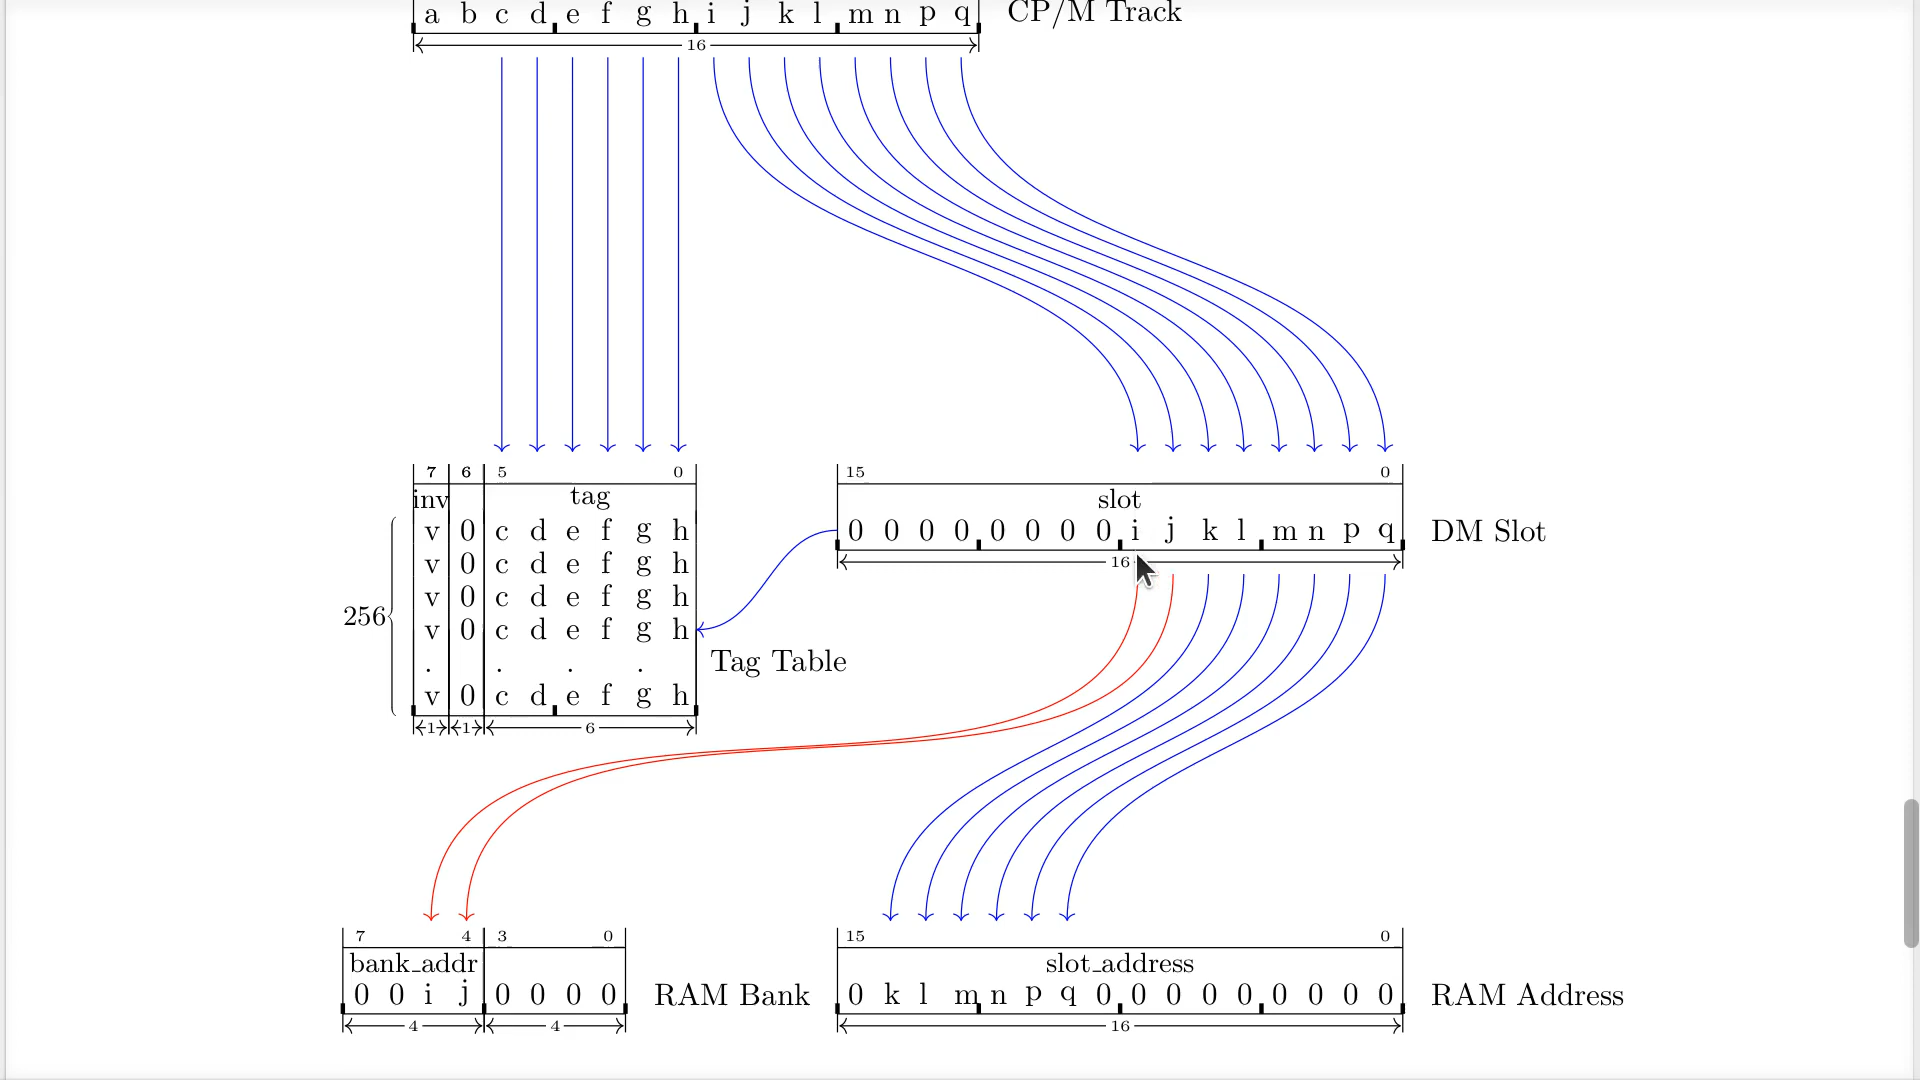 a b c d e f g h i j k l m n p q CP/M Track
16
7 6 5 0
inv tag
v 0 c d e f g h
v 0 c d e f g h
v 0 c d e f g h
v 0 c d e f g h
. . . .
v 0 c d e f g h
256
1 1 6
Tag Table
15 0
slot
0 0 0 0 0 0 0 0 i j k l m n p q DM Slot
16
7 4 3 0
bank_addr
0 0 i j 0 0 0 0 RAM Bank
4 4
15 0
slot_address
0 k l m n p q 0 0 0 0 0 0 0 0 0 RAM Address
16